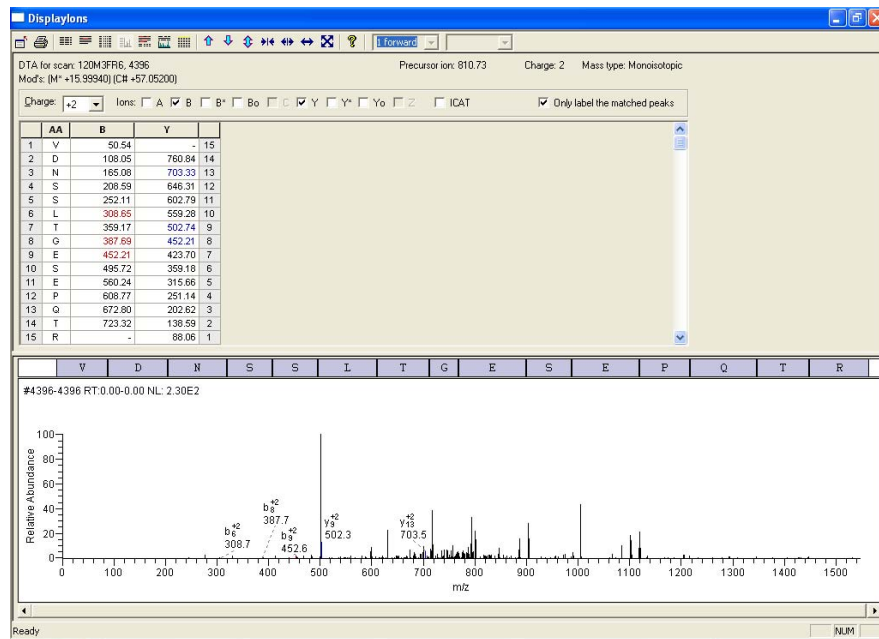 DisplayIons
1 forward
DTA for scan: 120M3FR6, 4396 Precursor ion: 810.73 Charge: 2 Mass type: Monoisotopic
Mod's: (M* +15.99940) (C# +57.05200)
Charge: +2 Ions: A B B* Bo C Y Y* Yo Z ICAT Only label the matched peaks
AA B Y
1 V 50.54 - 15
2 D 108.05 760.84 14
3 N 165.08 703.33 13
4 S 208.59 646.31 12
5 S 252.11 602.79 11
6 L 308.65 559.28 10
7 T 359.17 502.74 9
8 G 387.69 452.21 8
9 E 452.21 423.70 7
10 S 495.72 359.18 6
11 E 560.24 315.66 5
12 P 608.77 251.14 4
13 Q 672.80 202.62 3
14 T 723.32 138.59 2
15 R - 88.06 1
V D N S S L T G E S E P Q T R
#4396-4396 RT:0.00-0.00 NL: 2.30E2
Relative Abundance
100
80
60
40
20
0
b8+2
387.7
b6+2
308.7
b9+2
452.6
y9+2
502.3
y13+2
703.5
0 100 200 300 400 500 600 700 800 900 1000 1100 1200 1300 1400 1500
m/z
Ready NUM